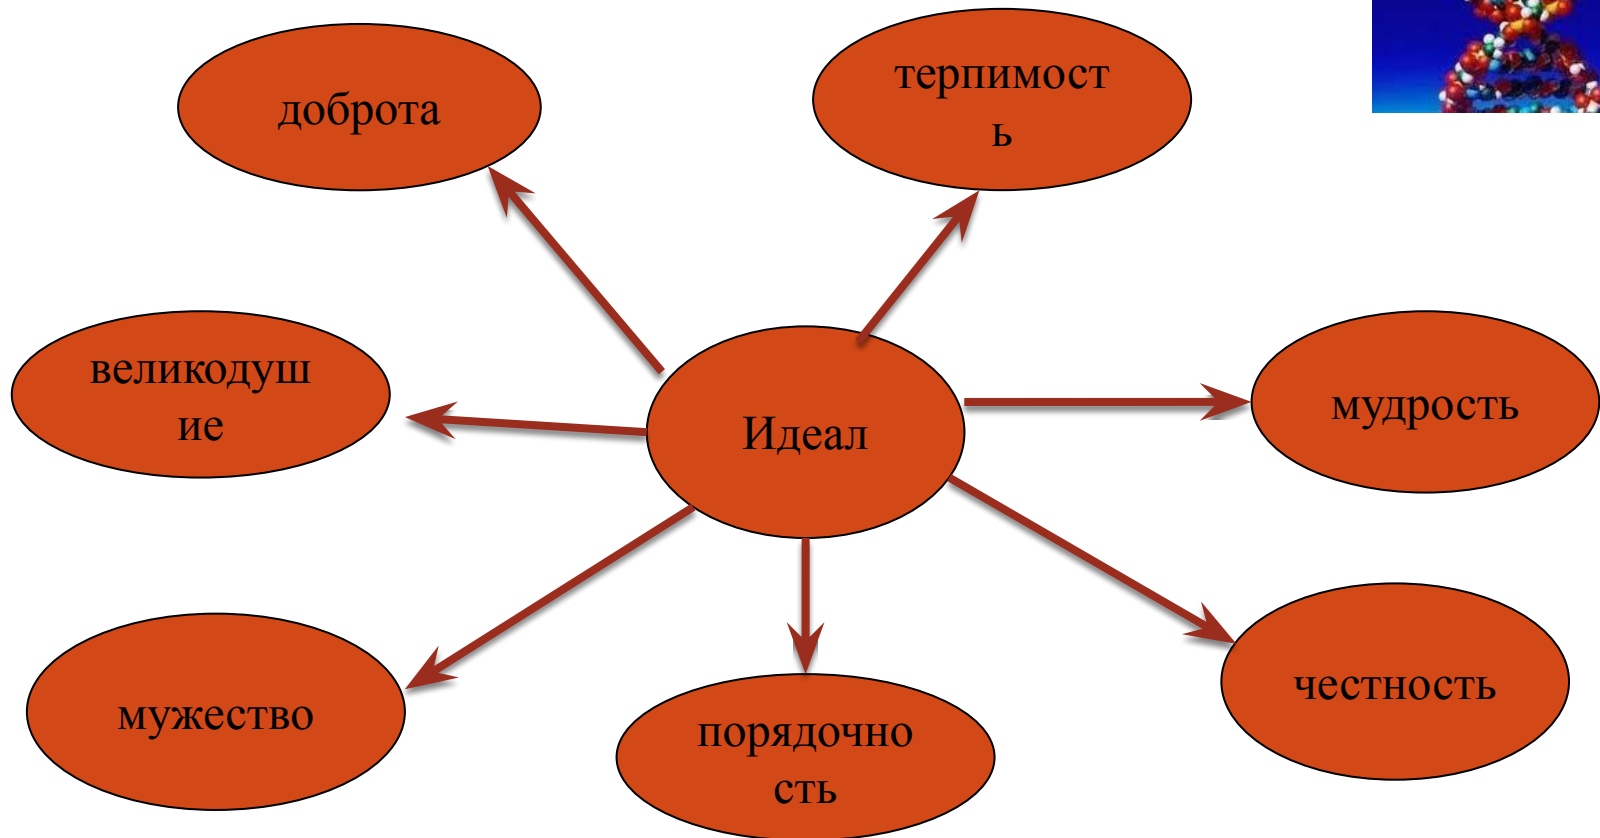 доброта
терпимост
ь
великодуш
ие
Идеал
мудрость
мужество
порядочно
сть
честность